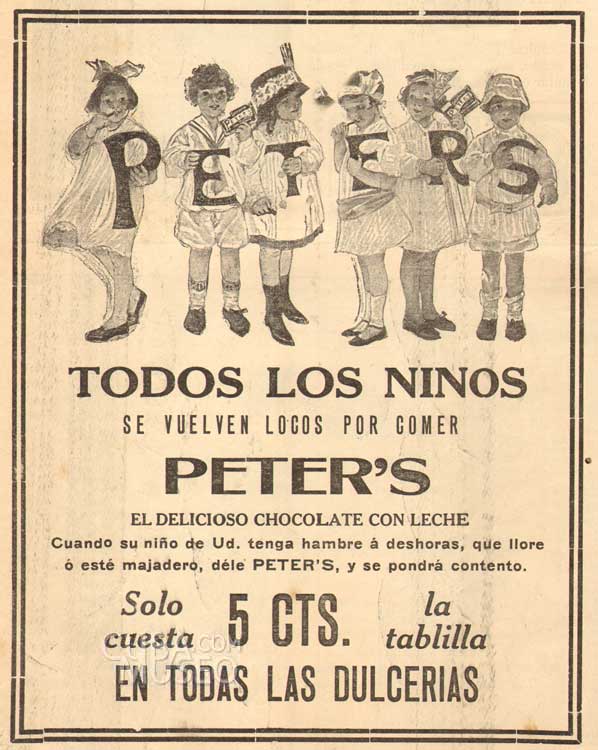 PETERS
TODOS LOS NINOS
SE VUELVEN LOCOS POR COMER
PETER'S
EL DELICIOSO CHOCOLATE CON LECHE
Cuando su niño de Ud. tenga hambre á deshoras, que llore
ó esté majadero, déle PETER'S, y se pondrá contento.
Solo cuesta
5 CTS.
la tablilla
EN TODAS LAS DULCERIAS